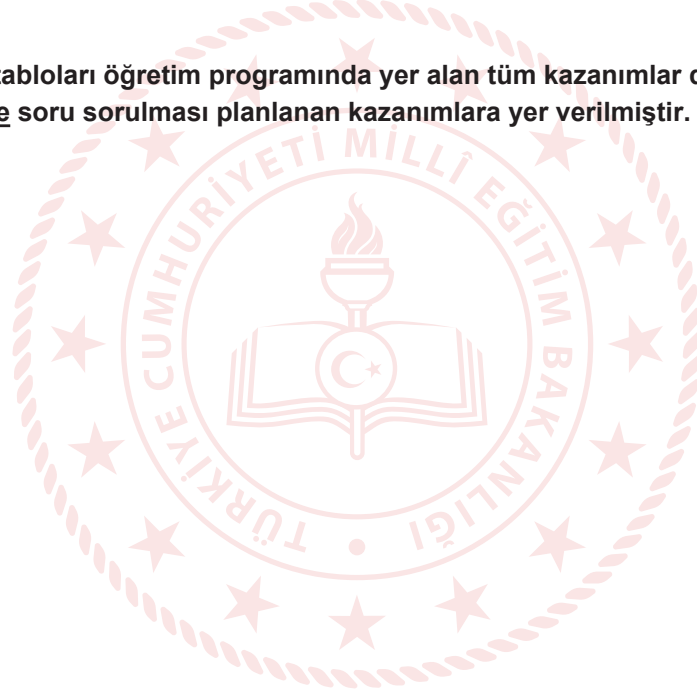 tabloları öğretim programında yer alan tüm kazanımlar
soru sorulması planlanan kazanımlara yer verilmiştir.
TÜRKİYE CUMHURİYETİ MİLLÎ EĞİTİM BAKANLIĞI